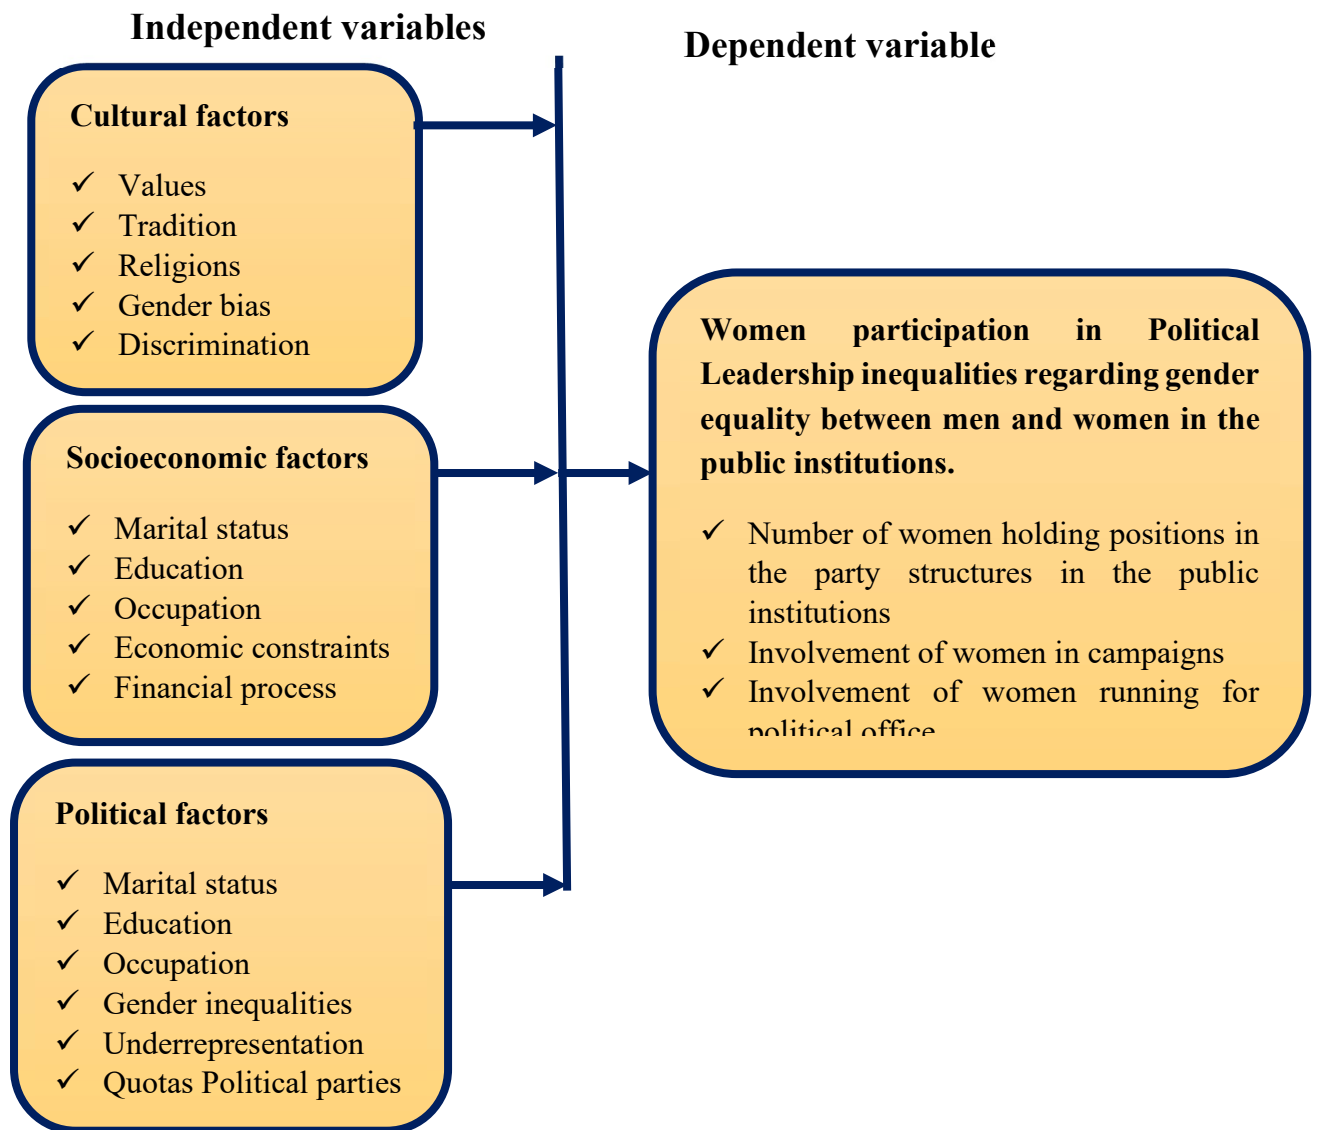 Independent variables
Dependent variable
Cultural factors
✓ Values
✓ Tradition
✓ Religions
✓ Gender bias
✓ Discrimination
Socioeconomic factors
✓ Marital status
✓ Education
✓ Occupation
✓ Economic constraints
✓ Financial process
Political factors
✓ Marital status
✓ Education
✓ Occupation
✓ Gender inequalities
✓ Underrepresentation
✓ Quotas Political parties
Women participation in Political
Leadership inequalities regarding gender
equality between men and women in the
public institutions.
✓ Number of women holding positions in
the party structures in the public
institutions
✓ Involvement of women in campaigns
✓ Involvement of women running for
political office